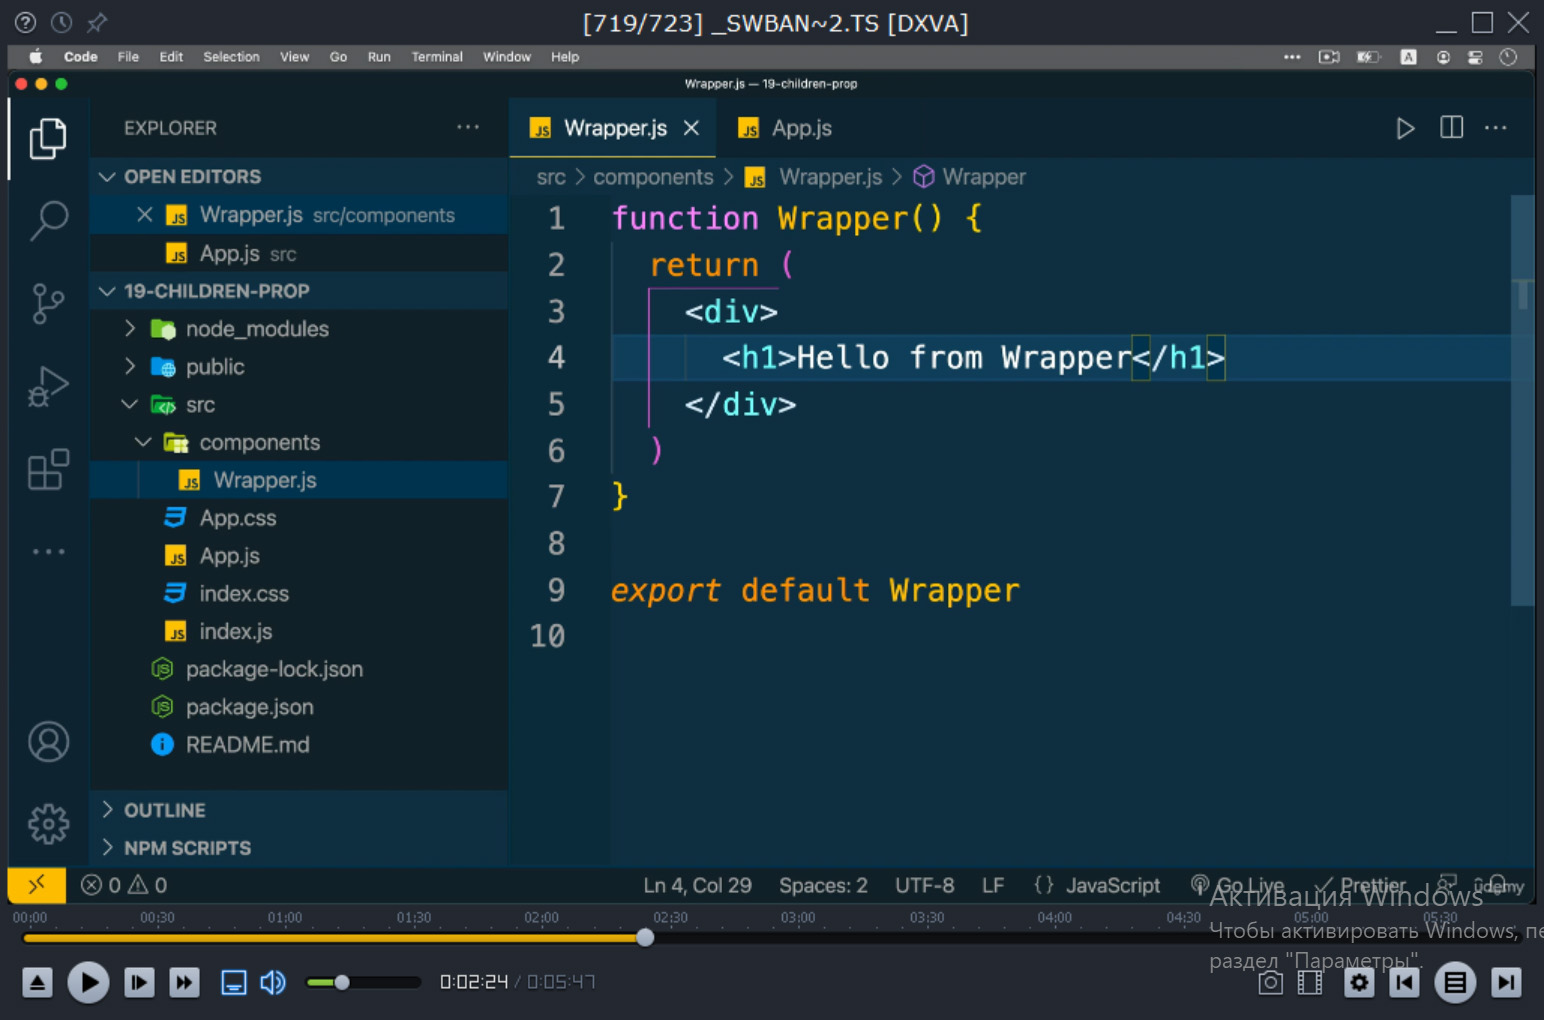 [719/723] _SWBAN~2.TS [DXVA]
Code File Edit Selection View Go Run Terminal Window Help
A
Wrapper.js — 19-children-prop
EXPLORER
OPEN EDITORS
Wrapper.js src/components
App.js src
19-CHILDREN-PROP
node_modules
public
src
components
Wrapper.js
App.css
App.js
index.css
index.js
package-lock.json
package.json
README.md
OUTLINE
NPM SCRIPTS
Wrapper.js App.js
src > components > Wrapper.js > Wrapper
1 function Wrapper() {
2 return (
3 <div>
4 <h1>Hello from Wrapper</h1>
5 </div>
6 )
7 }
8
9 export default Wrapper
10
0 0 Ln 4, Col 29 Spaces: 2 UTF-8 LF {} JavaScript Go Live Prettier ûdemy
Активация Windows
Чтобы активировать Windows, пе
раздел "Параметры".
00:00 00:30 01:00 01:30 02:00 02:30 03:00 03:30 04:00 04:30 05:00 05:30
0:02:24 / 0:05:47